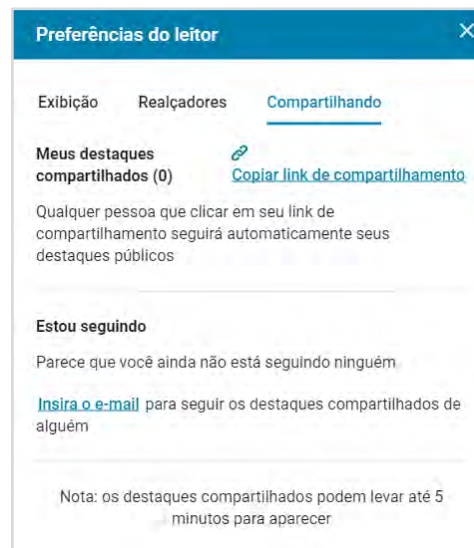 Preferências do leitor
Exibição Realçadores Compartilhando
Meus destaques
compartilhados (0)
Copiar link de compartilhamento
Qualquer pessoa que clicar em seu link de
compartilhamento seguirá automaticamente seus
destaques públicos
Estou seguindo
Parece que você ainda não está seguindo ninguém
Insira o e-mail para seguir os destaques compartilhados de
alguém
Nota: os destaques compartilhados podem levar até 5
minutos para aparecer